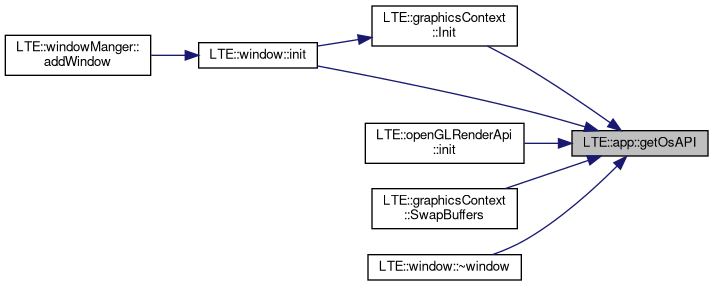 LTE::graphicsContext
::Init
LTE::windowManger::
addWindow
LTE::window::init
LTE::openGLRenderApi
::init
LTE::app::getOsAPI
LTE::graphicsContext
::SwapBuffers
LTE::window::~window